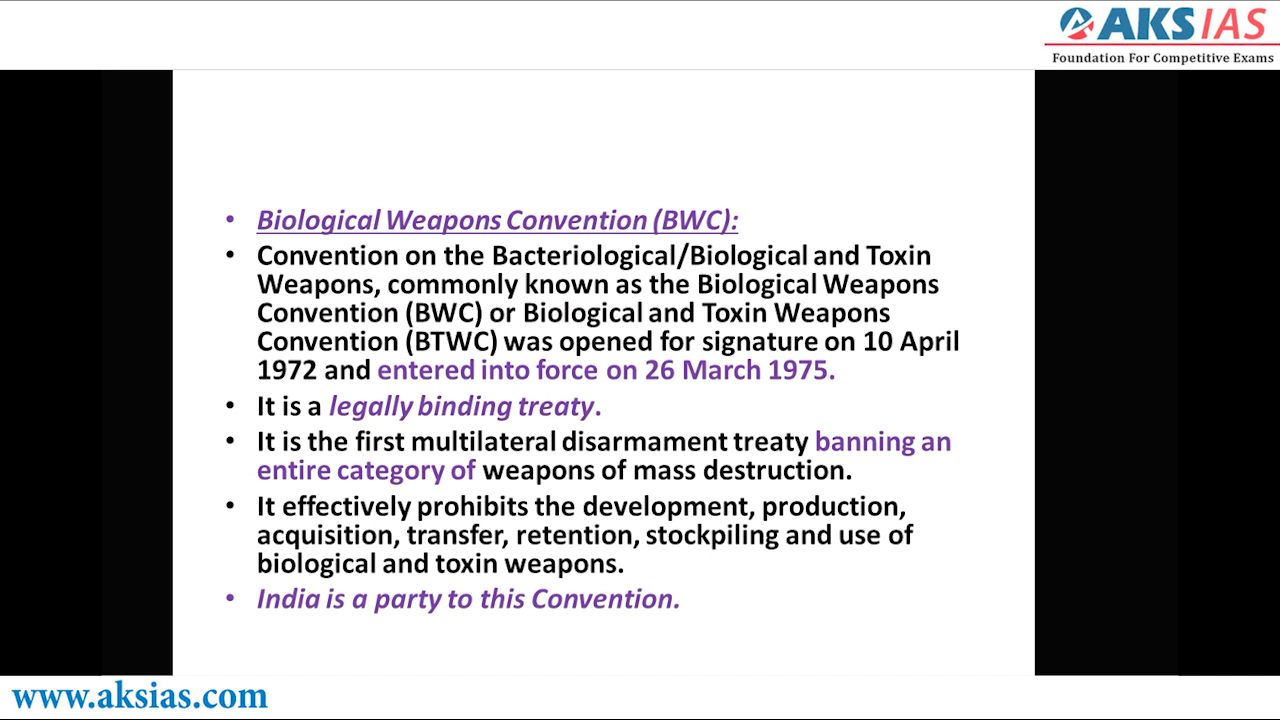 AKS IAS
Foundation For Competitive Exams
• Biological Weapons Convention (BWC):
• Convention on the Bacteriological/Biological and Toxin
Weapons, commonly known as the Biological Weapons
Convention (BWC) or Biological and Toxin Weapons
Convention (BTWC) was opened for signature on 10 April
1972 and entered into force on 26 March 1975.
• It is a legally binding treaty.
• It is the first multilateral disarmament treaty banning an
entire category of weapons of mass destruction.
• It effectively prohibits the development, production,
acquisition, transfer, retention, stockpiling and use of
biological and toxin weapons.
• India is a party to this Convention.
www.aksias.com